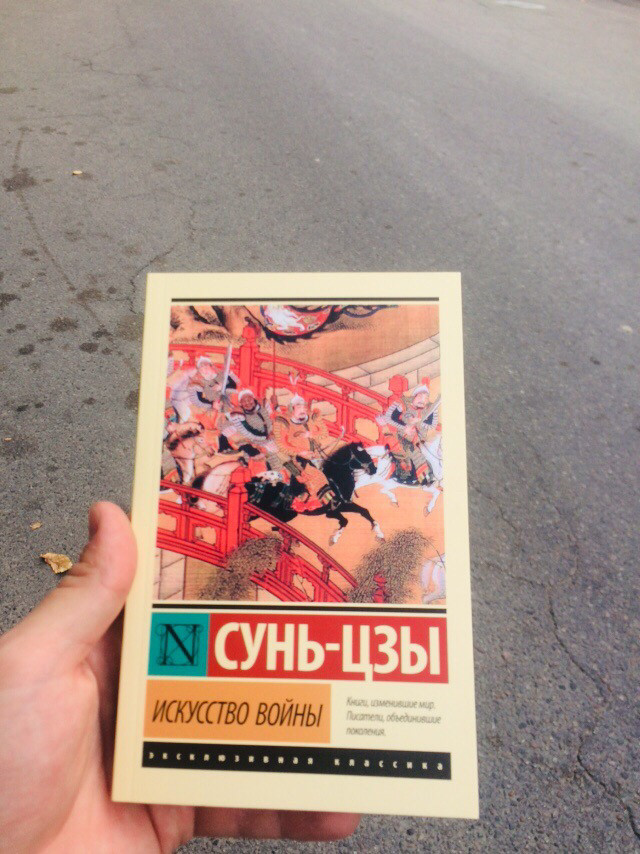 N
СУНЬ-ЦЗЫ
ИСКУССТВО ВОЙНЫ
Книги, изменившие мир.
Писатели, объединившие
поколения.
эксклюзивная классика